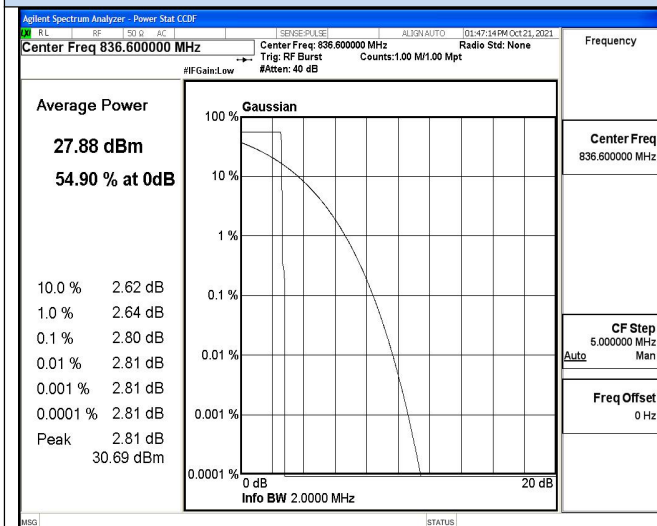 Agilent Spectrum Analyzer - Power Stat CCDF
LXI RL RF 50 Ω AC SENSE:PULSE ALIGN AUTO 01:47:14 PM Oct 21, 2021
Center Freq 836.600000 MHz
Center Freq: 836.600000 MHz Radio Std: None
Trig: RF Burst Counts:1.00 M/1.00 Mpt
#IFGain:Low #Atten: 40 dB
Frequency
Average Power
27.88 dBm
54.90 % at 0dB
10.0 % 2.62 dB
1.0 % 2.64 dB
0.1 % 2.80 dB
0.01 % 2.81 dB
0.001 % 2.81 dB
0.0001 % 2.81 dB
Peak 2.81 dB
30.69 dBm
Gaussian
100 %
10 %
1 %
0.1 %
0.01 %
0.001 %
0.0001 %
0 dB 20 dB
Info BW 2.0000 MHz
Center Freq
836.600000 MHz
CF Step
5.000000 MHz
Auto Man
Freq Offset
0 Hz
MSG STATUS